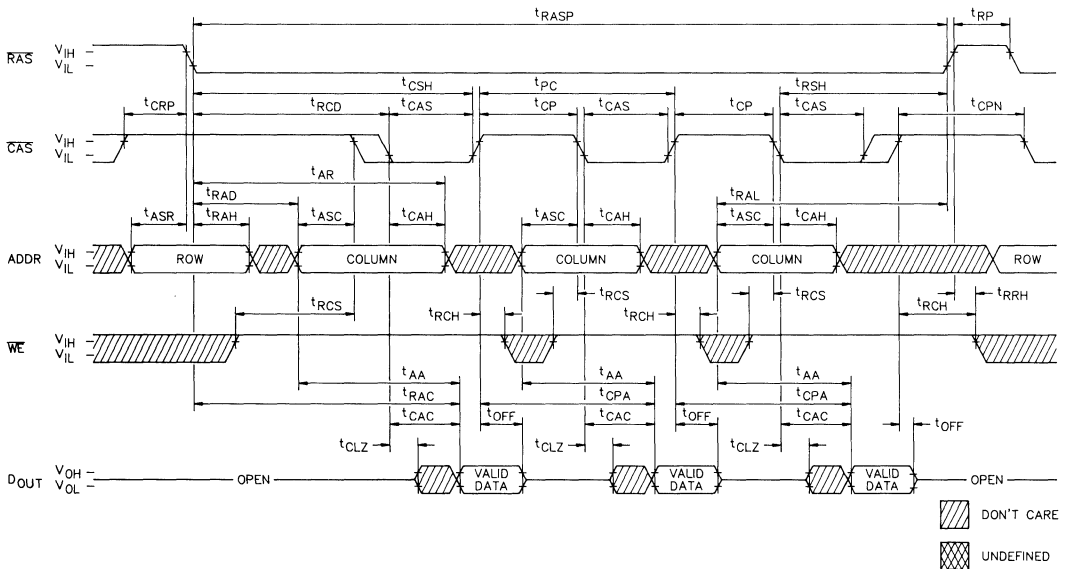 tRASP
tRP
RAS
VIH
VIL
tCSH
tPC
tRSH
tCRP
tRCD
tCAS
tCP
tCAS
tCP
tCAS
tCPN
CAS
VIH
VIL
tAR
tRAD
tRAL
tASR
tRAH
tASC
tCAH
tASC
tCAH
tASC
tCAH
ADDR
VIH
VIL
ROW
COLUMN
COLUMN
COLUMN
ROW
tRCS
tRCH
tRCS
tRCH
tRCS
tRCH
tRRH
WE
VIH
VIL
tAA
tAA
tAA
tRAC
tCPA
tCPA
tCAC
tOFF
tCAC
tOFF
tCAC
tOFF
tCLZ
tCLZ
tCLZ
DOUT
VOH
VOL
OPEN
VALID
DATA
VALID
DATA
VALID
DATA
OPEN
DON'T CARE
UNDEFINED